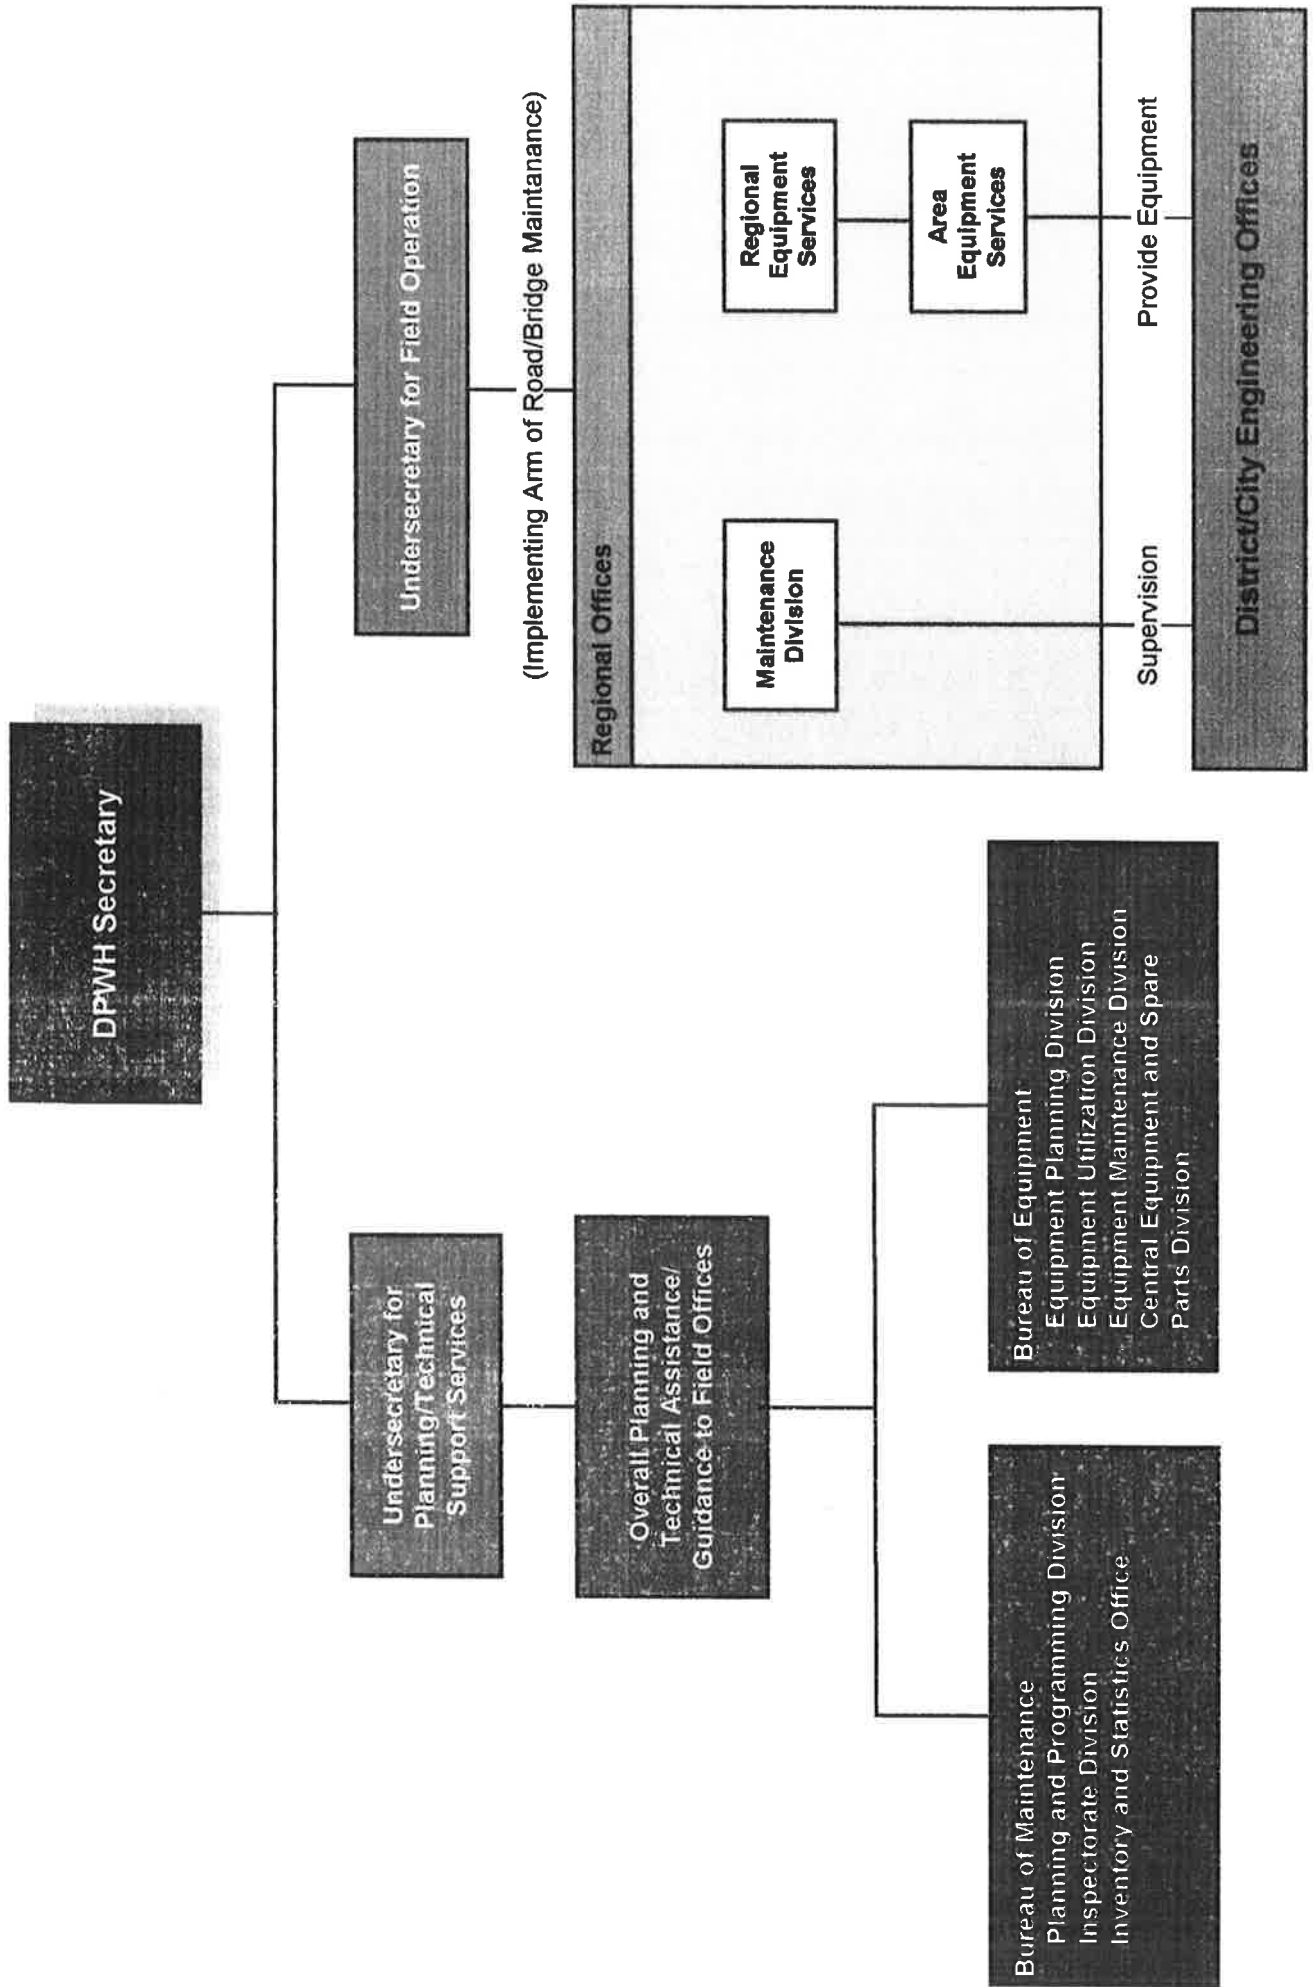 DPWH Secretary
Undersecretary for
Planning/Technical
Support Services
Undersecretary for Field Operation
Overall Planning and
Technical Assistance/
Guidance to Field Offices
(Implementing Arm of Road/Bridge Maintanance)
Regional Offices
Maintenance
Division
Regional
Equipment
Services
Area
Equipment
Services
Supervision
Provide Equipment
District/City Engineering Offices
Bureau of Maintenance
Planning and Programming Division
Inspectorate Division
Inventory and Statistics Office
Bureau of Equipment
Equipment Planning Division
Equipment Utilization Division
Equipment Maintenance Division
Central Equipment and Spare
Parts Division